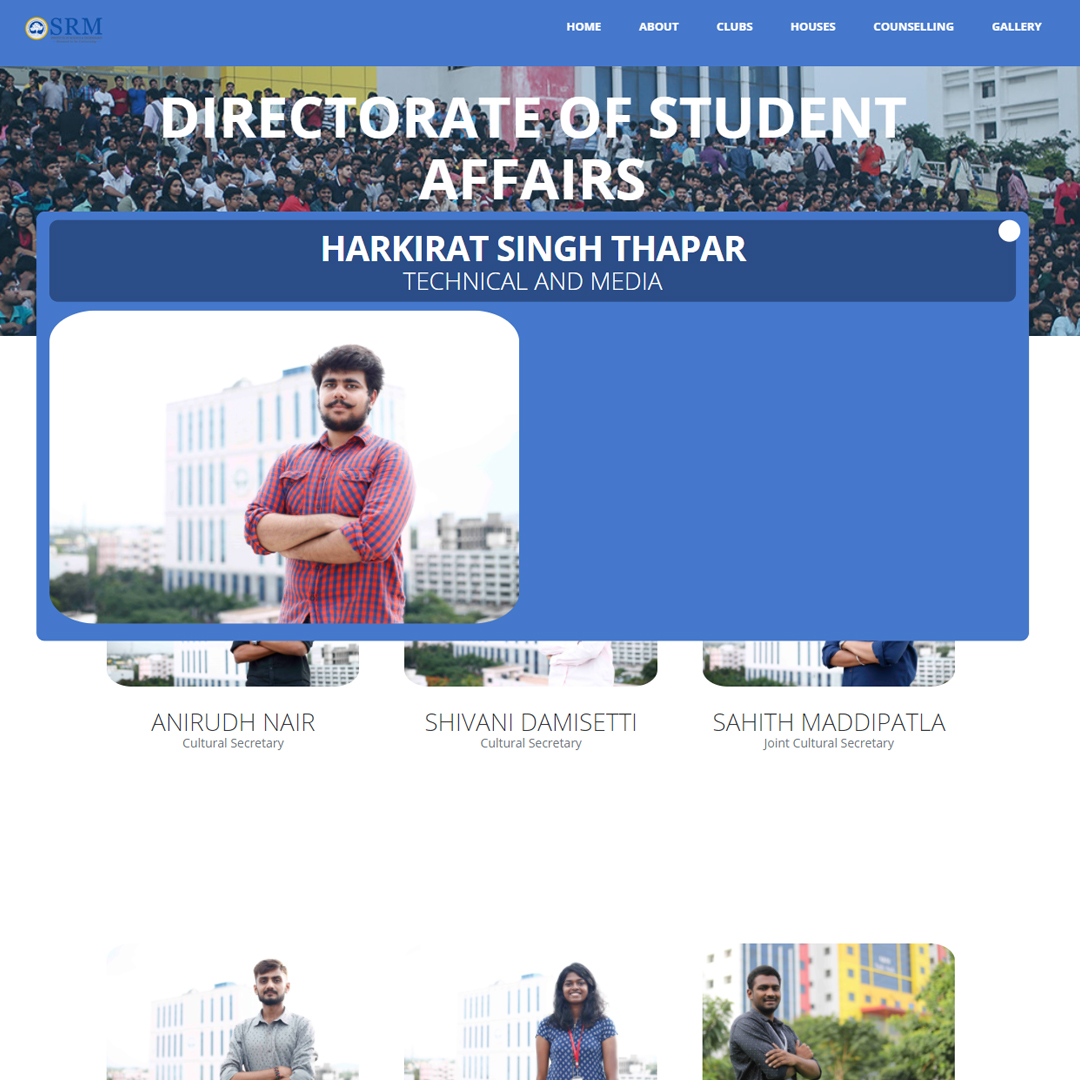 SRM
HOME ABOUT CLUBS HOUSES COUNSELLING GALLERY
DIRECTORATE OF STUDENT
AFFAIRS
HARKIRAT SINGH THAPAR
TECHNICAL AND MEDIA
ANIRUDH NAIR SHIVANI DAMISETTI SAHITH MADDIPATLA
Cultural Secretary Cultural Secretary Joint Cultural Secretary